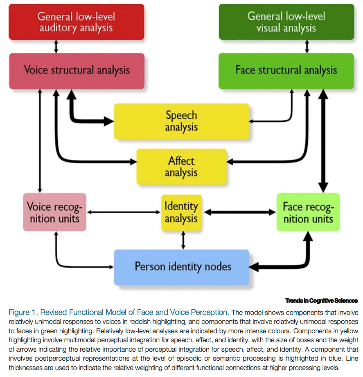 General low-level
auditory analysis
General low-level
visual analysis
Voice structural analysis
Face structural analysis
Speech
analysis
Affect
analysis
Voice recog-
nition units
Identity
analysis
Face recog-
nition units
Person identity nodes
Trends in Cognitive Sciences
Figure 1. Revised Functional Model of Face and Voice Perception. The model shows components that involve
relatively unimodal responses to voices in reddish highlighting, and components that involve relatively unimodal responses
to faces in green highlighting. Relatively low-level analyses are indicated by more intense colours. Components in yellow
highlighting involve multimodal perceptual integration for speech, affect, and identity, with the size of boxes and the weight
of arrows indicating the relative importance of perceptual integration for speech, affect, and identity. A component that
involves postperceptual representations at the level of episodic or semantic processing is highlighted in blue. Line
thicknesses are used to indicate the relative weighting of different functional connections at higher processing levels.